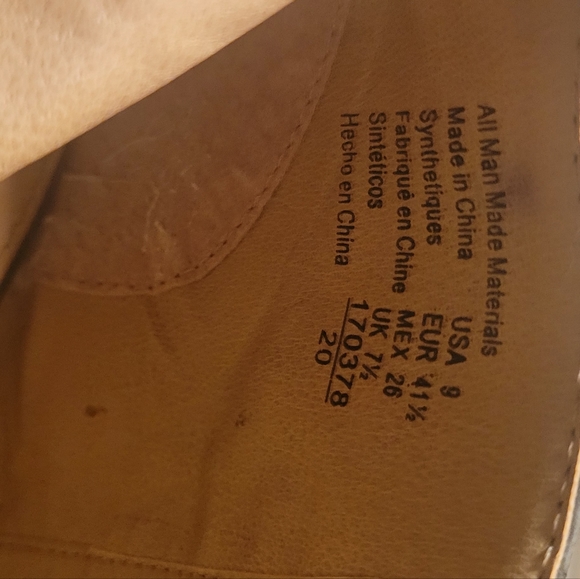 All Man Made Materials
Made in China USA 9
Synthetiques EUR 41½
Fabriqué en Chine MEX 26
Sintéticos UK 7½
Hecho en China 170378
20